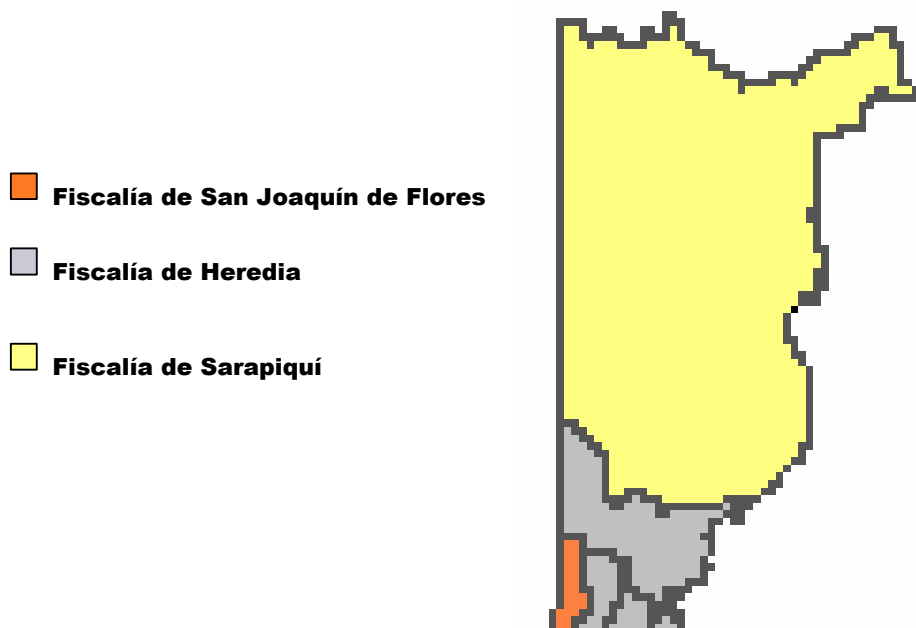 Fiscalía de San Joaquín de Flores
Fiscalía de Heredia
Fiscalía de Sarapiquí